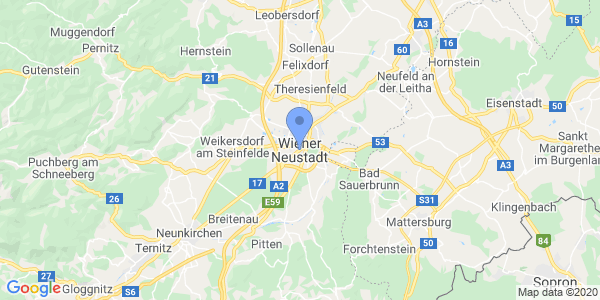 Leobersdorf
Muggendorf
Pernitz
A3
15
Hernstein
Sollenau
60
16
Hornstein
Gutenstein
21
Felixdorf
Theresienfeld
Neufeld an
der Leitha
Eisenstadt
50
Weikersdorf
am Steinfelde
Wiener
Neustadt
53
Sankt
Margarethen
im Burgenland
Puchberg am
Schneeberg
17
A2
Bad
Sauerbrunn
A3
26
E59
S31
Klingenbach
Breitenau
Mattersburg
Neunkirchen
Pitten
Forchtenstein
50
84
Ternitz
26
27
Gloggnitz
S6
54
Sopron
Google
Map data ©2020